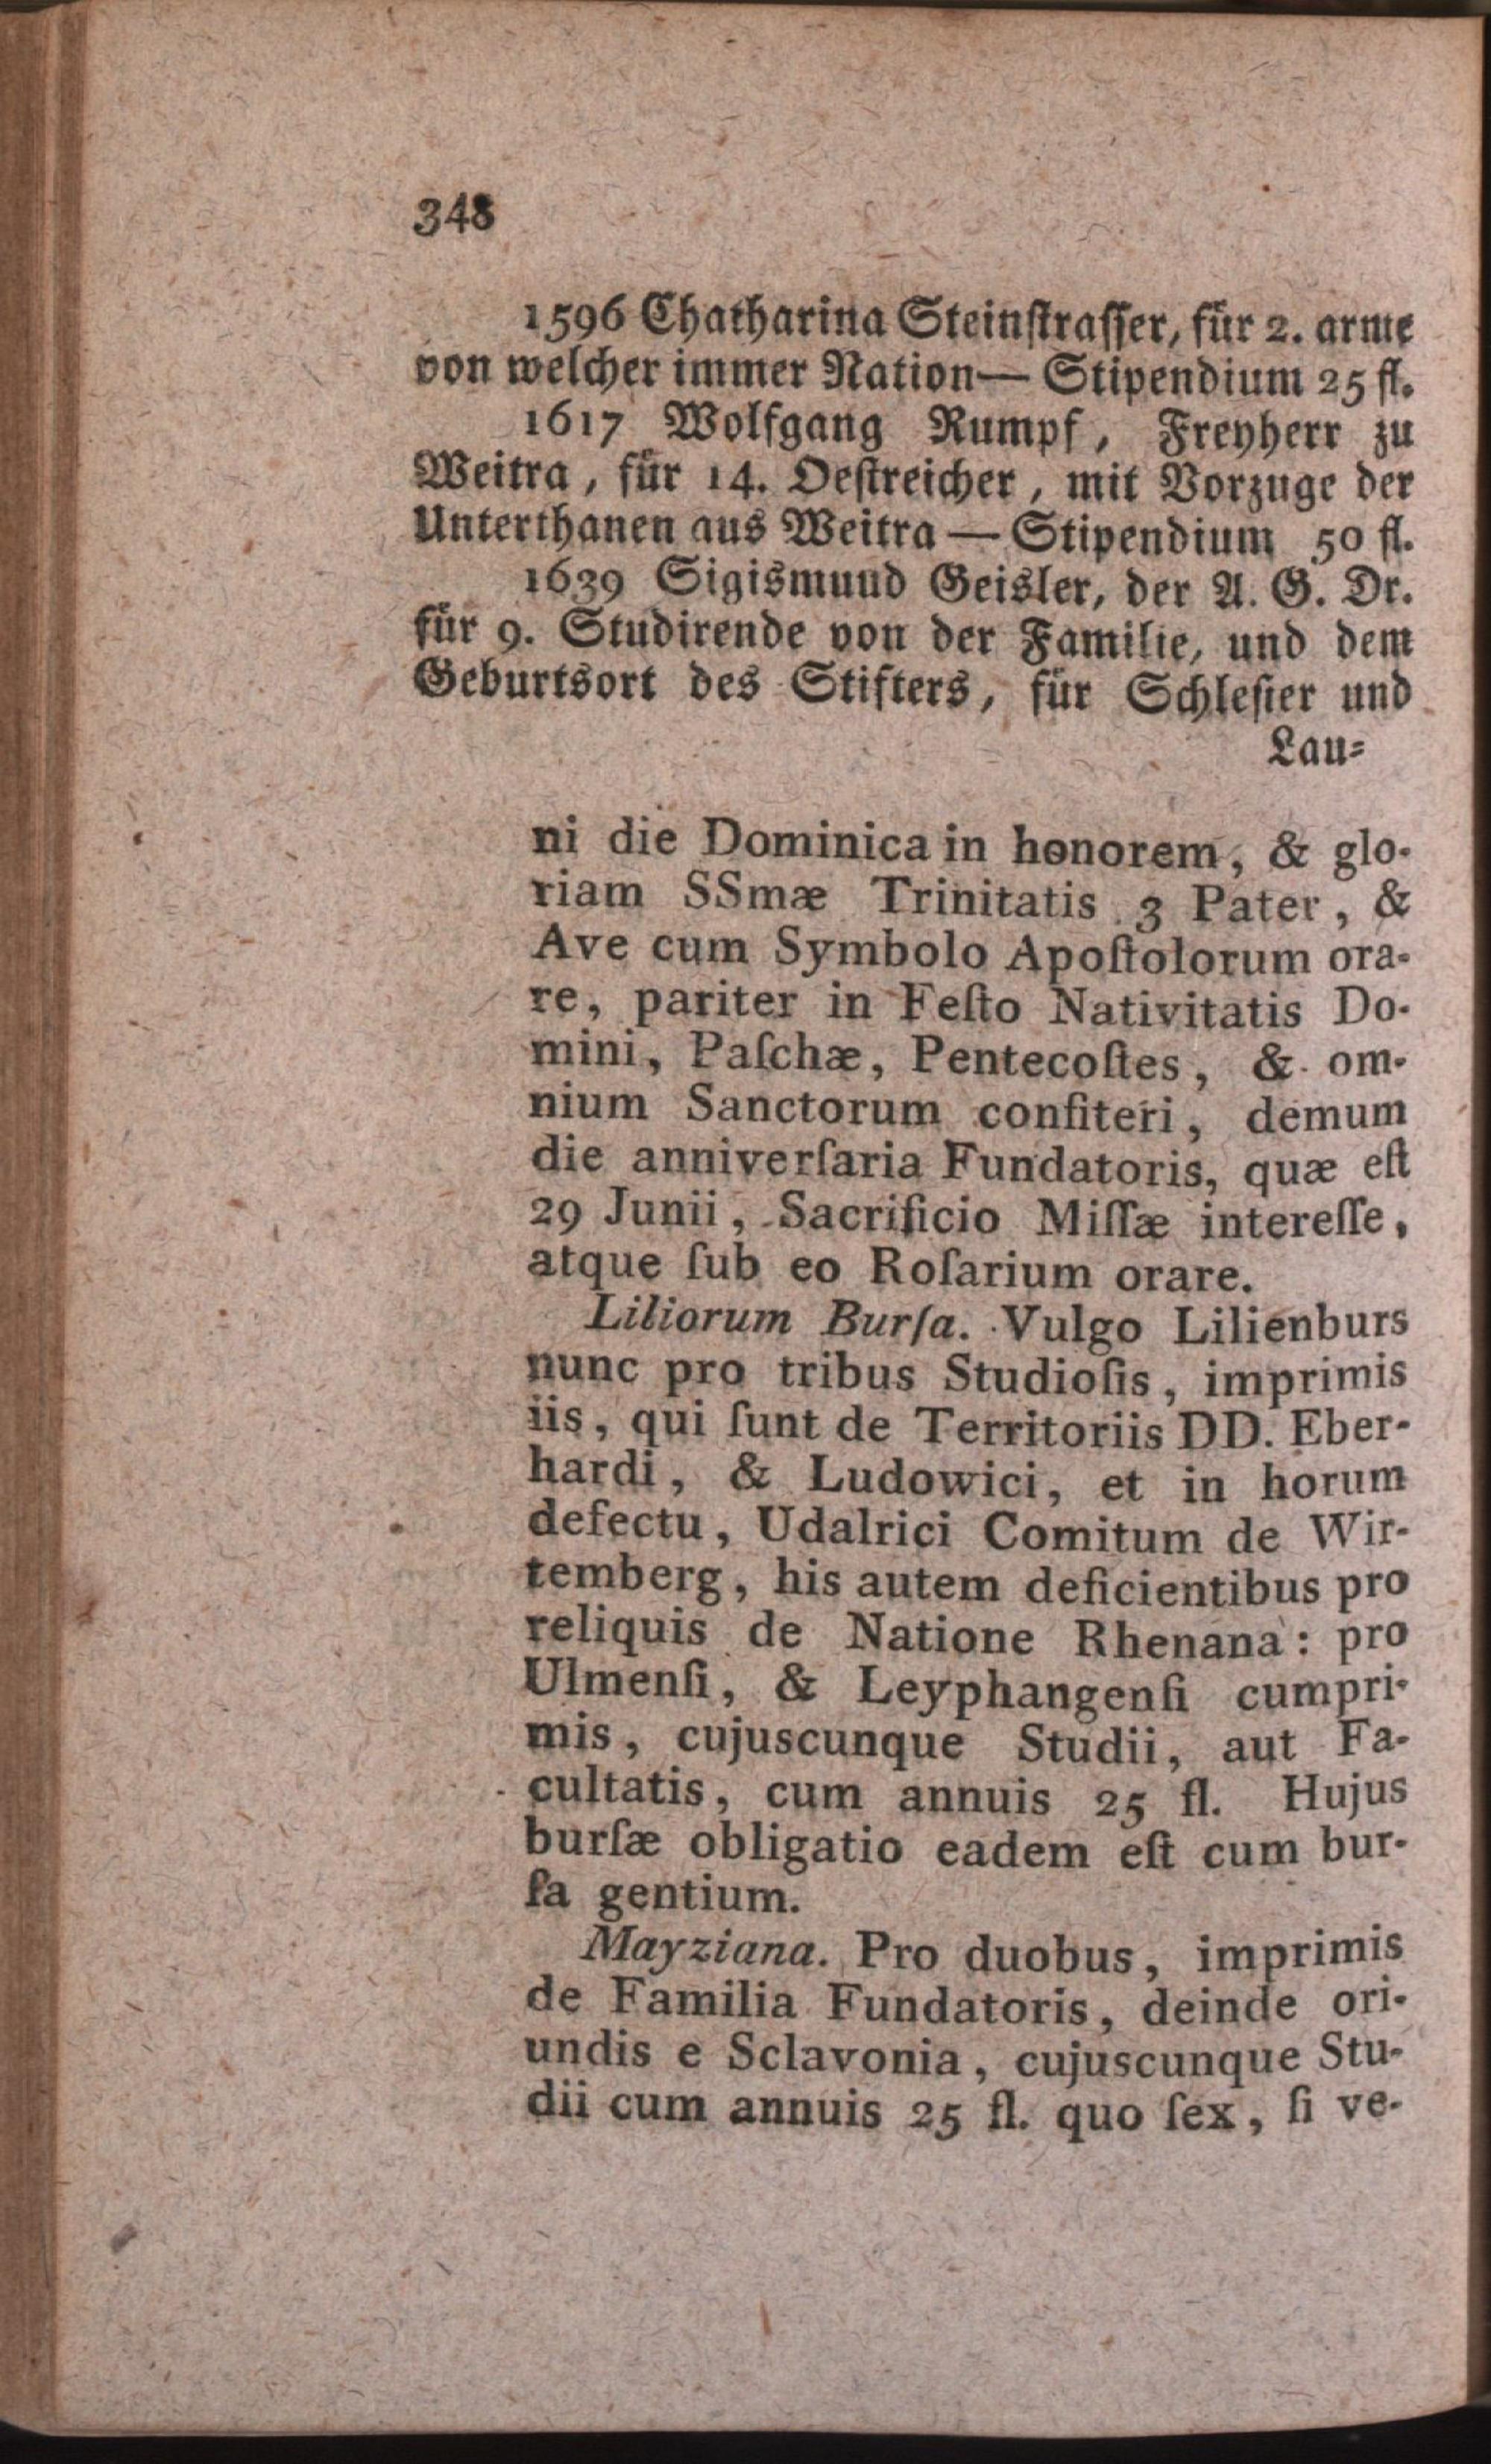 348
1596 Chatharina Steinstrasser, für 2. arme
von welcher immer Nation— Stipendium 25 fl.
1617 Wolfgang Rumpf, Freyherr zu
Weitra, für 14. Oestreicher, mit Vorzuge der
Unterthanen aus Weitra — Stipendium 50 fl.
1639 Sigismund Geisler, der A. G. Dr.
für 9. Studirende von der Familie, und dem
Geburtsort des Stifters, für Schlesier und
Lau=
ni die Dominica in honorem, & glo-
riam SSmæ Trinitatis 3 Pater, &
Ave cum Symbolo Apoſtolorum ora-
re, pariter in Feſto Nativitatis Do-
mini, Paſchæ, Pentecoſtes, & om-
nium Sanctorum confiteri, demum
die anniverſaria Fundatoris, quæ eſt
29 Junii, Sacrificio Miſſæ intereſſe,
atque ſub eo Roſarium orare.
Liliorum Burſa. Vulgo Lilienburs
nunc pro tribus Studioſis, imprimis
iis, qui ſunt de Territoriis DD. Eber-
hardi, & Ludowici, et in horum
defectu, Udalrici Comitum de Wir-
temberg, his autem deficientibus pro
reliquis de Natione Rhenana: pro
Ulmenſi, & Leyphangenſi cumpri-
mis, cujuscunque Studii, aut Fa-
cultatis, cum annuis 25 fl. Hujus
burſæ obligatio eadem eſt cum bur-
ſa gentium.
Mayziana. Pro duobus, imprimis
de Familia Fundatoris, deinde ori-
undis e Sclavonia, cujuscunque Stu-
dii cum annuis 25 fl. quo ſex, ſi ve-